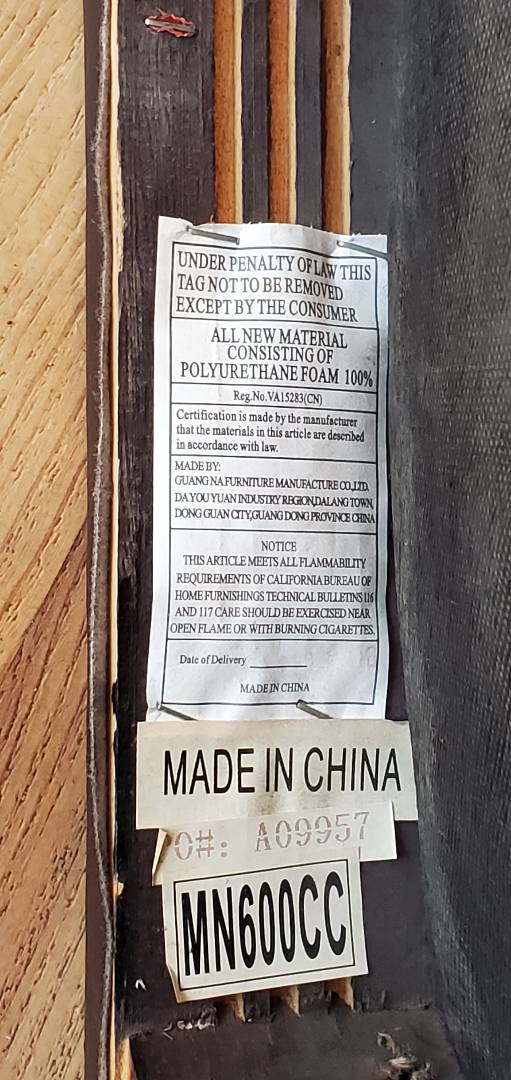 UNDER PENALTY OF LAW THIS
TAG NOT TO BE REMOVED
EXCEPT BY THE CONSUMER
ALL NEW MATERIAL
CONSISTING OF
POLYURETHANE FOAM 100%
Reg.No.VA15283(CN)
Certification is made by the manufacturer
that the materials in this article are described
in accordance with law.
MADE BY:
GUANG NA FURNITURE MANUFACTURE CO.,LTD.
DA YOU YUAN INDUSTRY REGION,DALANG TOWN,
DONG GUAN CITY,GUANG DONG PROVINCE CHINA
NOTICE
THIS ARTICLE MEETS ALL FLAMMABILITY
REQUIREMENTS OF CALIFORNIA BUREAU OF
HOME FURNISHINGS TECHNICAL BULLETINS 116
AND 117 CARE SHOULD BE EXERCISED NEAR
OPEN FLAME OR WITH BURNING CIGARETTES.
Date of Delivery
MADE IN CHINA
MADE IN CHINA
O#: A09957
MN600CC